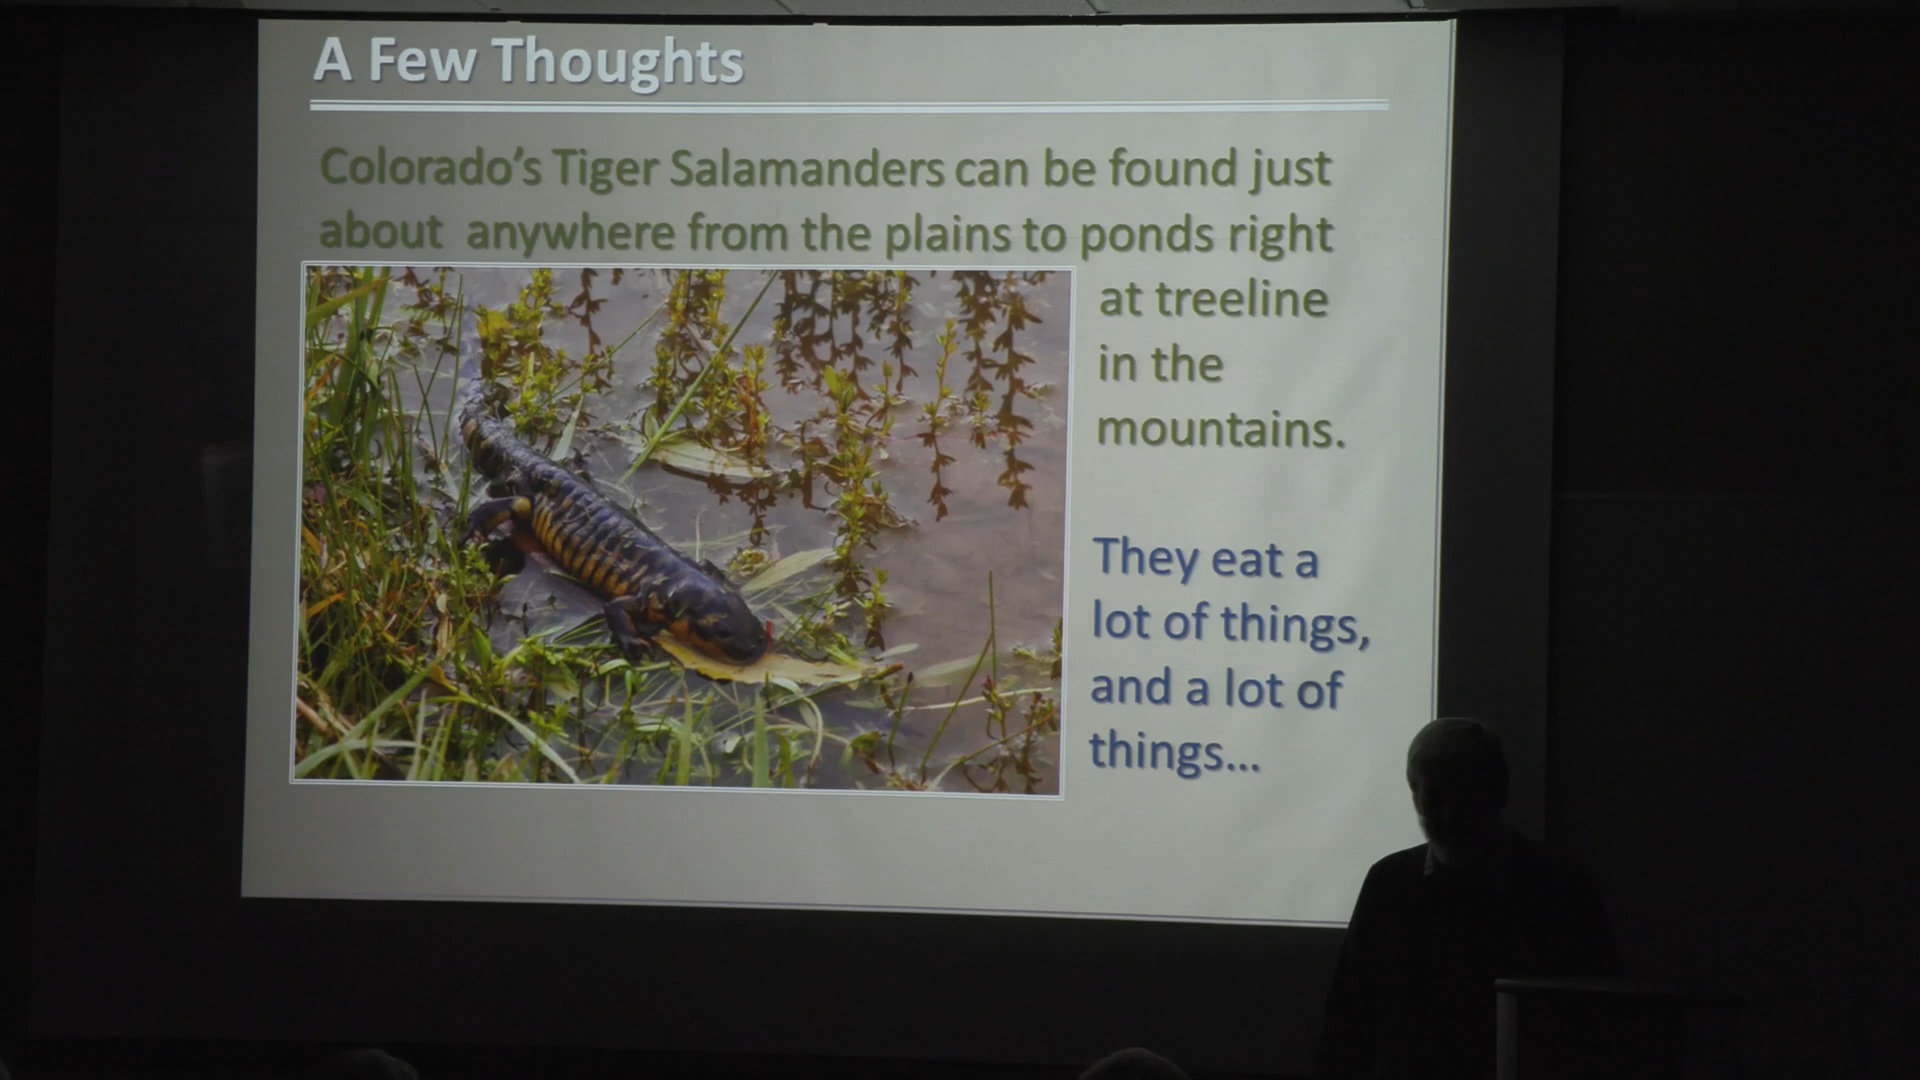 A Few Thoughts
Colorado's Tiger Salamanders can be found just
about anywhere from the plains to ponds right
at treeline
in the
mountains.
They eat a
lot of things,
and a lot of
things...